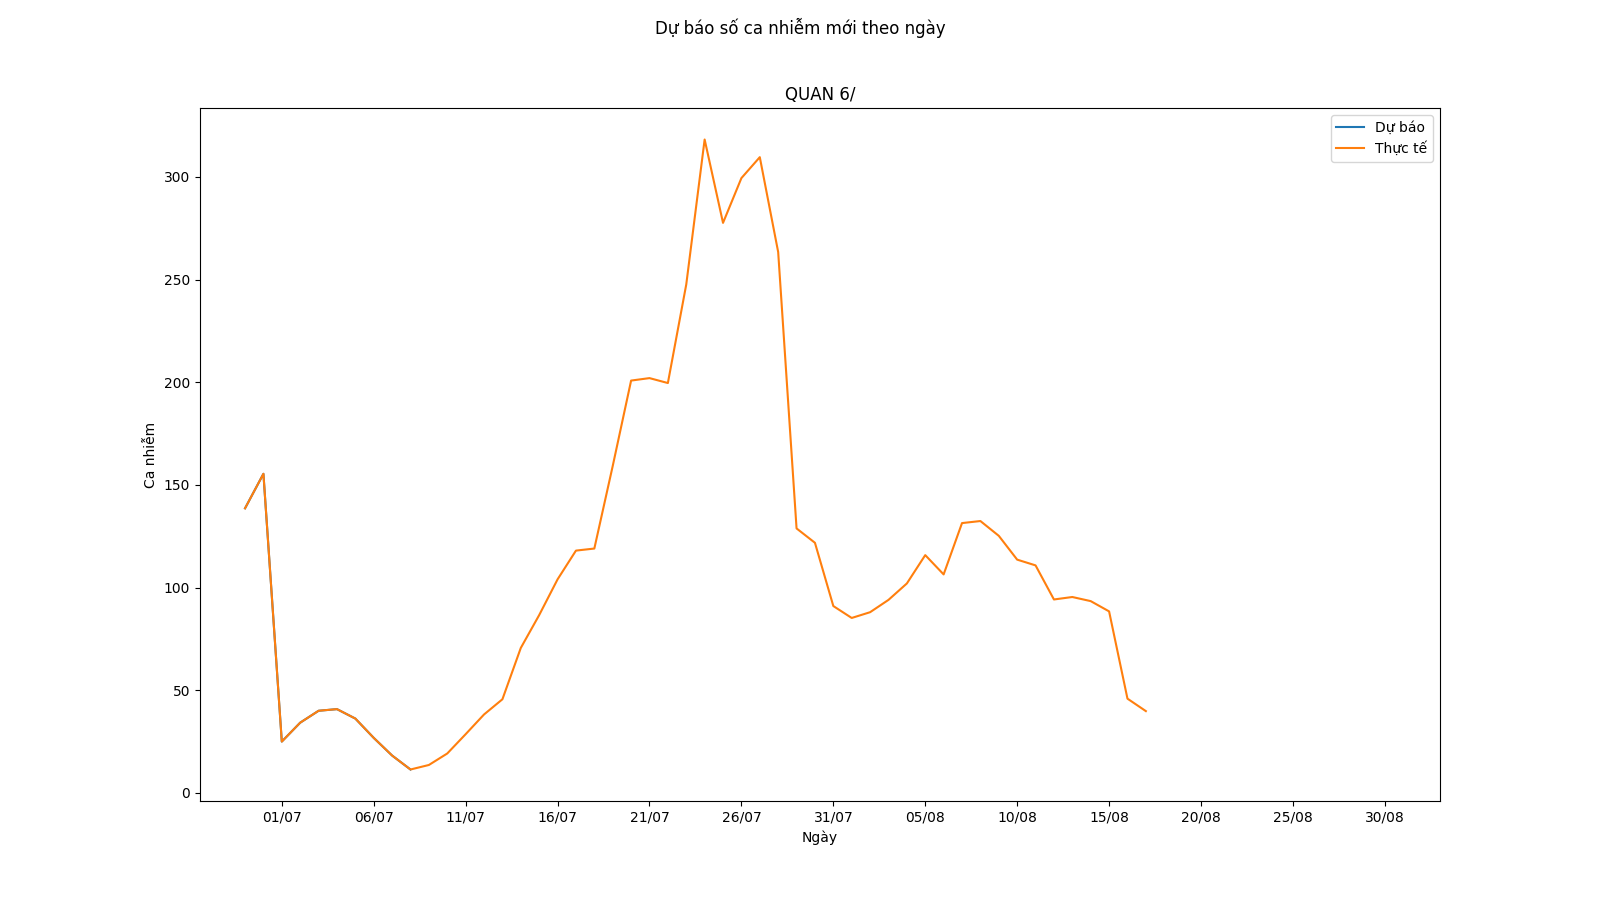 Dự báo số ca nhiễm mới theo ngày
QUAN 6/
Dự báo
Thực tế
300
250
200
150
100
50
0
Ca nhiễm
01/07 06/07 11/07 16/07 21/07 26/07 31/07 05/08 10/08 15/08 20/08 25/08 30/08
Ngày